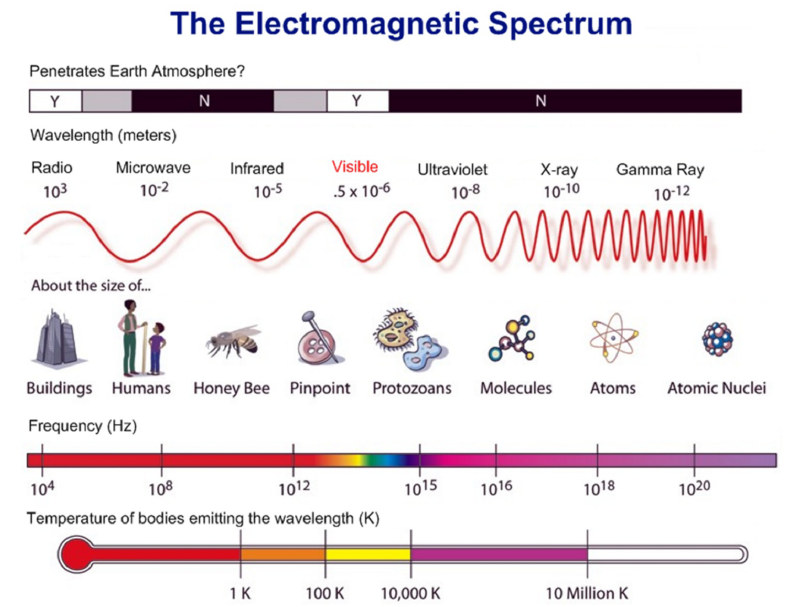 The Electromagnetic Spectrum
Penetrates Earth Atmosphere?
Y N Y N
Wavelength (meters)
Radio Microwave Infrared Visible Ultraviolet X-ray Gamma Ray
10³ 10⁻² 10⁻⁵ .5 x 10⁻⁶ 10⁻⁸ 10⁻¹⁰ 10⁻¹²
About the size of...
Buildings Humans Honey Bee Pinpoint Protozoans Molecules Atoms Atomic Nuclei
Frequency (Hz)
10⁴ 10⁸ 10¹² 10¹⁵ 10¹⁶ 10¹⁸ 10²⁰
Temperature of bodies emitting the wavelength (K)
1 K 100 K 10,000 K 10 Million K